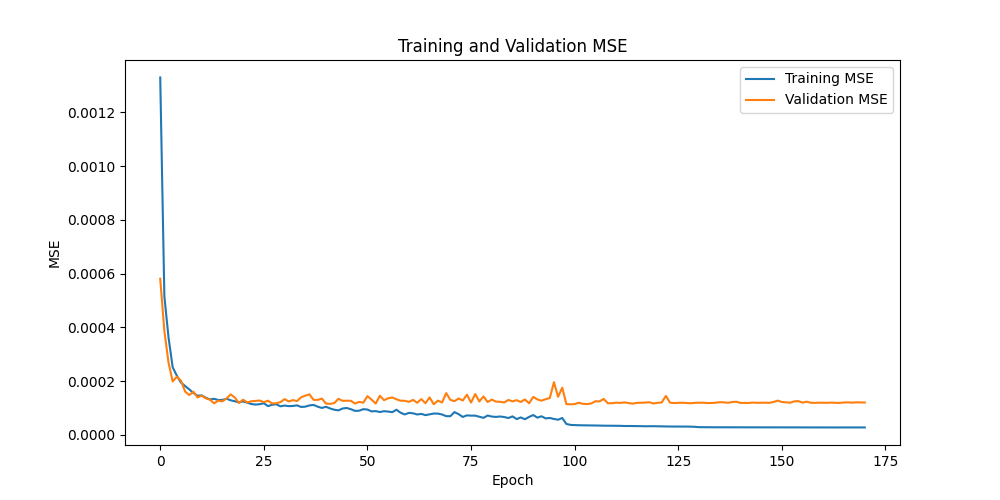 Training and Validation MSE
Training MSE
Validation MSE
0.0012
0.0010
0.0008
0.0006
0.0004
0.0002
0.0000
MSE
0 25 50 75 100 125 150 175
Epoch